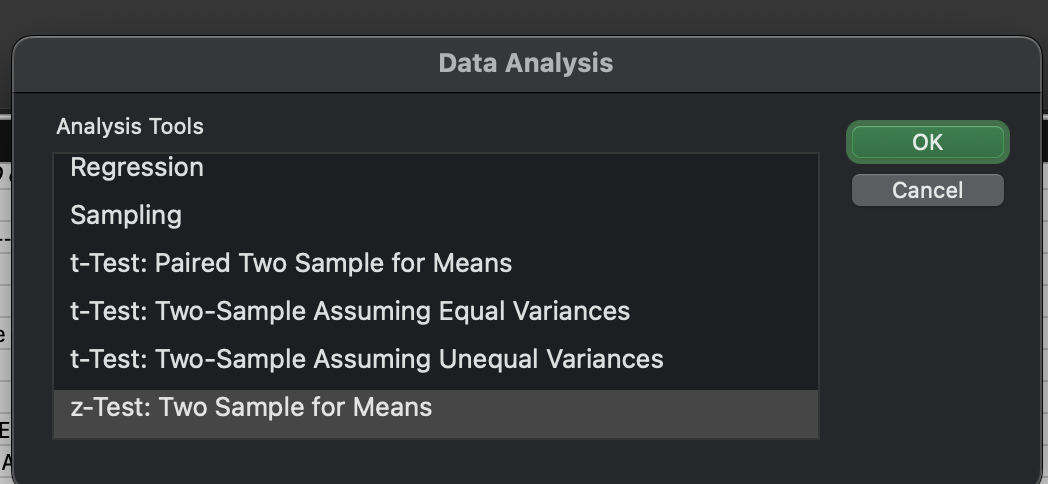 Data Analysis
Analysis Tools
Regression
Sampling
t-Test: Paired Two Sample for Means
t-Test: Two-Sample Assuming Equal Variances
t-Test: Two-Sample Assuming Unequal Variances
z-Test: Two Sample for Means
OK
Cancel